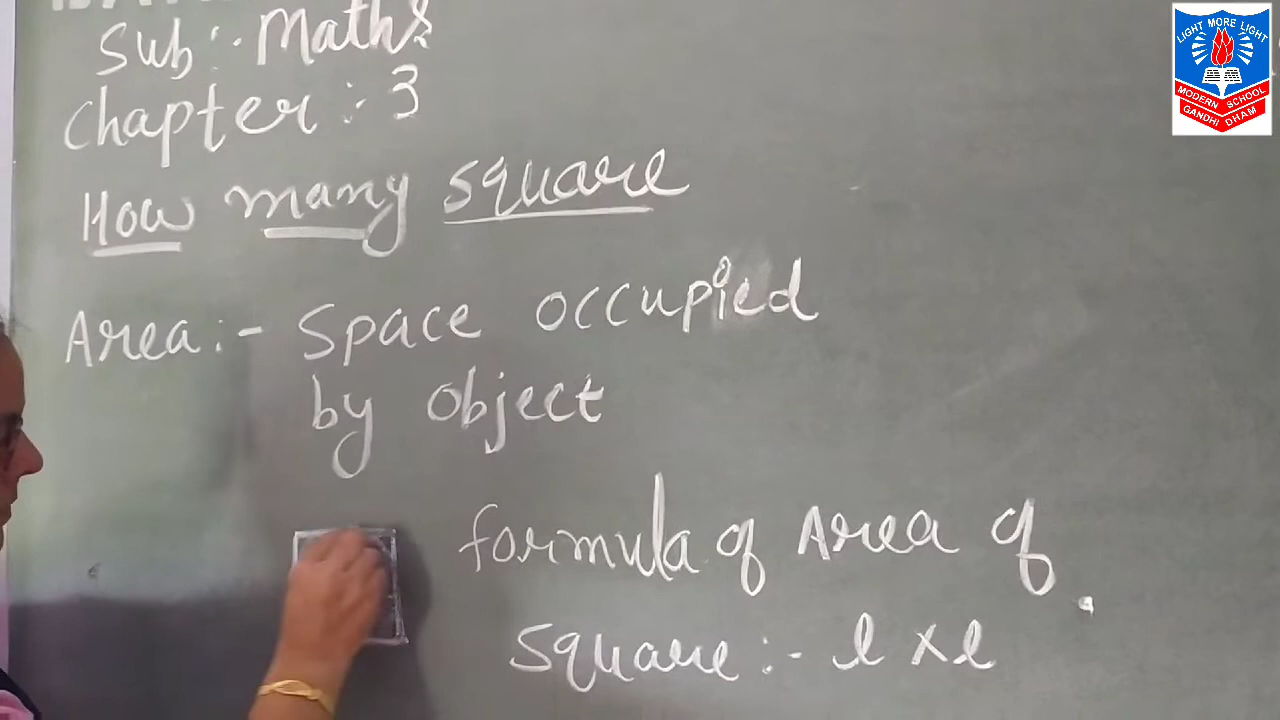 Sub :- Maths
Chapter :- 3
How many square
Area :- Space occupied
by object
formula of Area of
square :- l x l
LIGHT MORE LIGHT
MODERN SCHOOL
GANDHI DHAM